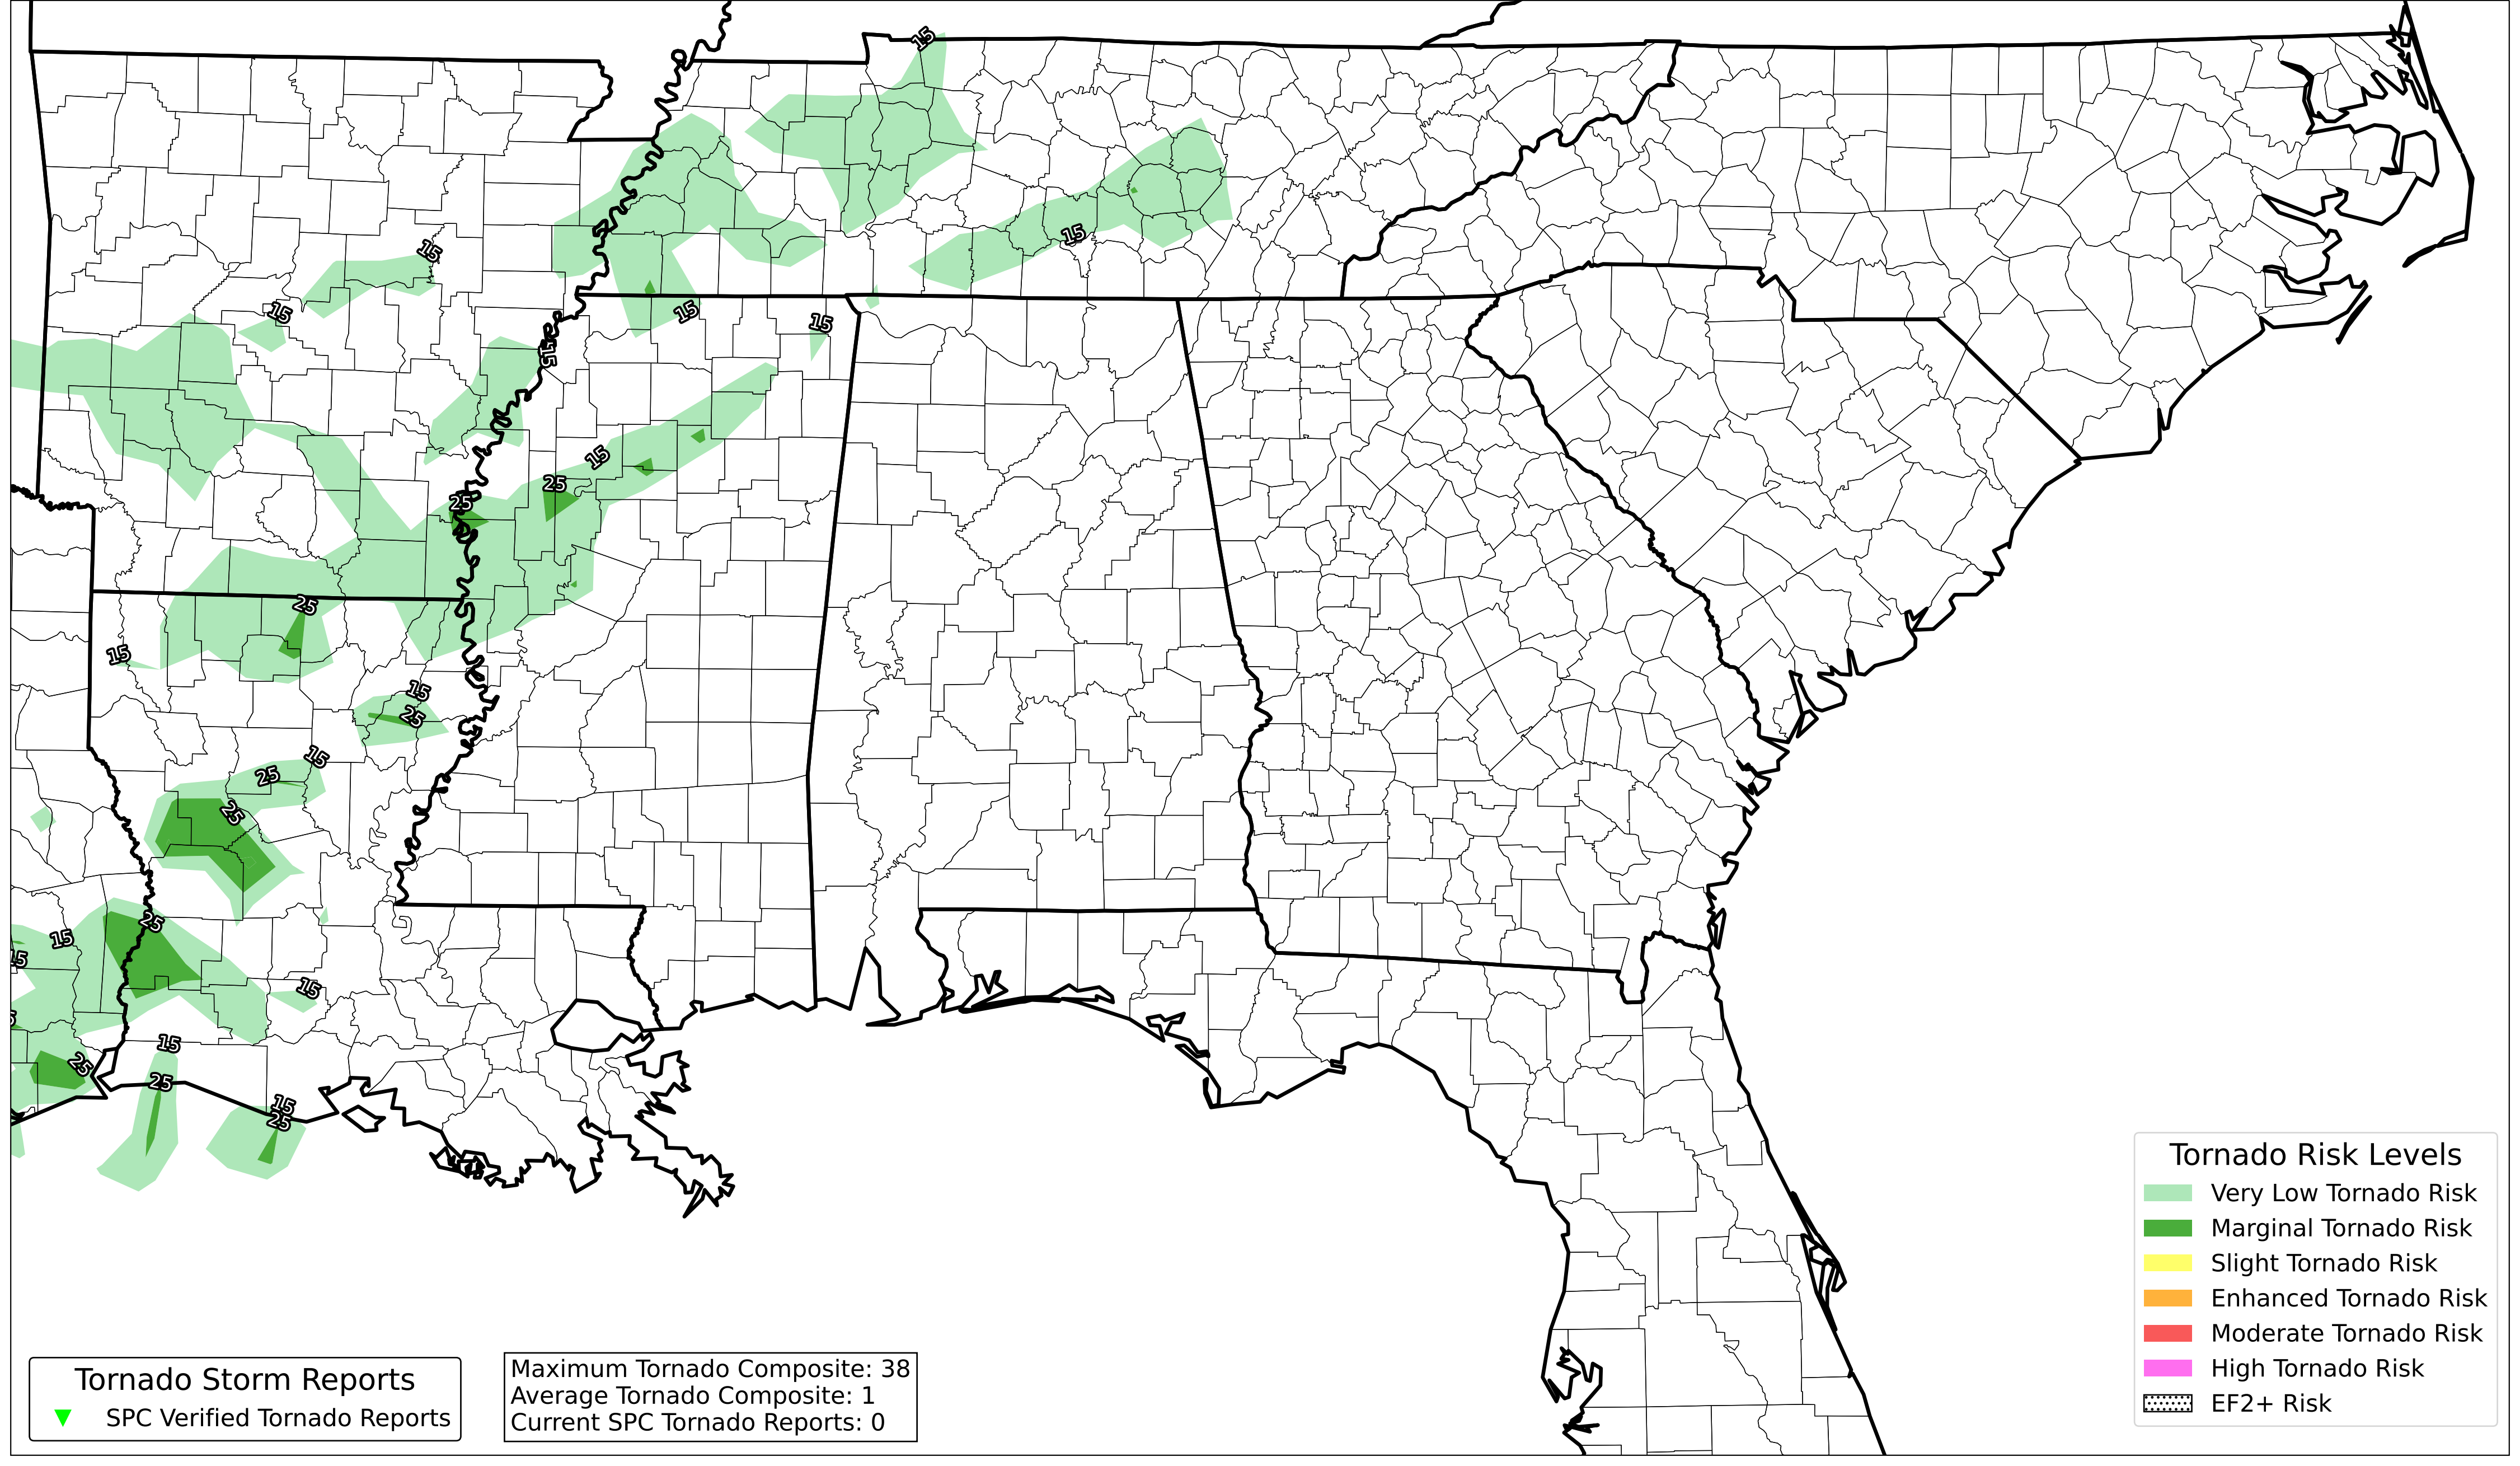 15
15
15
15
15
15
15
15
25
25
25
15
15
25
15
25
25
25
15
15
15
25
15
25
15
25
Tornado Risk Levels
Very Low Tornado Risk
Marginal Tornado Risk
Slight Tornado Risk
Enhanced Tornado Risk
Moderate Tornado Risk
High Tornado Risk
EF2+ Risk
Tornado Storm Reports
SPC Verified Tornado Reports
Maximum Tornado Composite: 38
Average Tornado Composite: 1
Current SPC Tornado Reports: 0